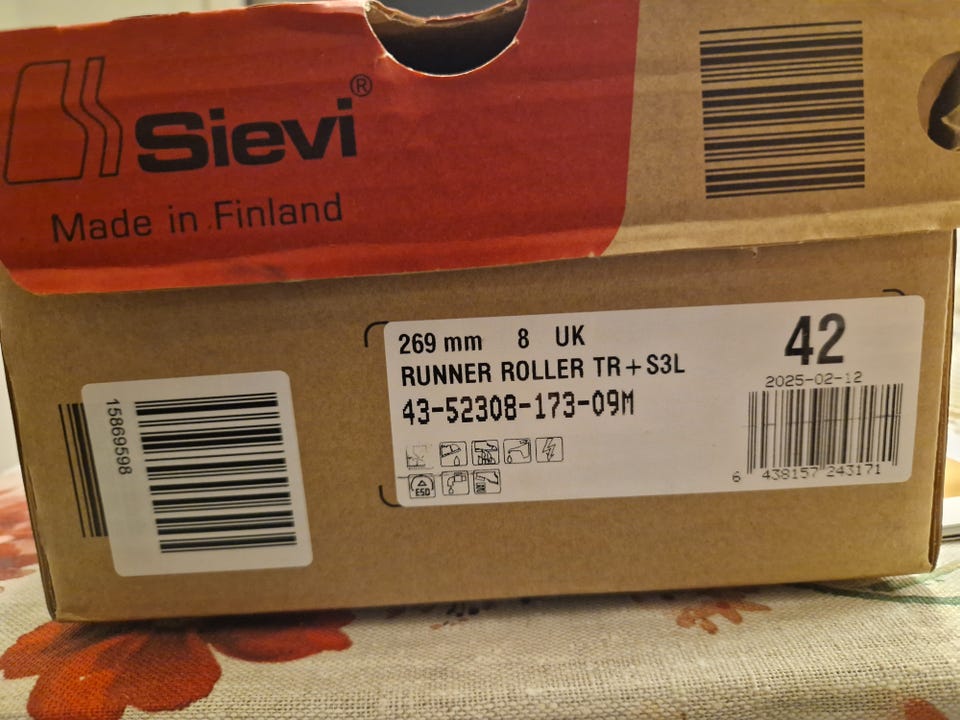 Sievi®
Made in Finland
269 mm 8 UK
RUNNER ROLLER TR+S3L
43-52308-173-09M
42
2025-02-12
6 438157 243171
ESD
15869598